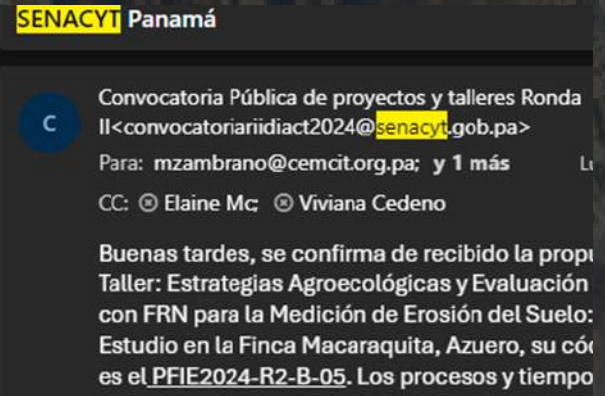 SENACYT Panamá
C
Convocatoria Pública de proyectos y talleres Ronda
II<convocatoriariidiact2024@senacyt.gob.pa>
Para: mzambrano@cemcit.org.pa; y 1 más
CC: Elaine Mc; Viviana Cedeno
Buenas tardes, se confirma de recibido la
Taller: Estrategias Agroecológicas y Evaluación
con FRN para la Medición de Erosión del Suelo:
Estudio en la Finca Macaraquita, Azuero, su
es el PFIE2024-R2-B-05. Los procesos y